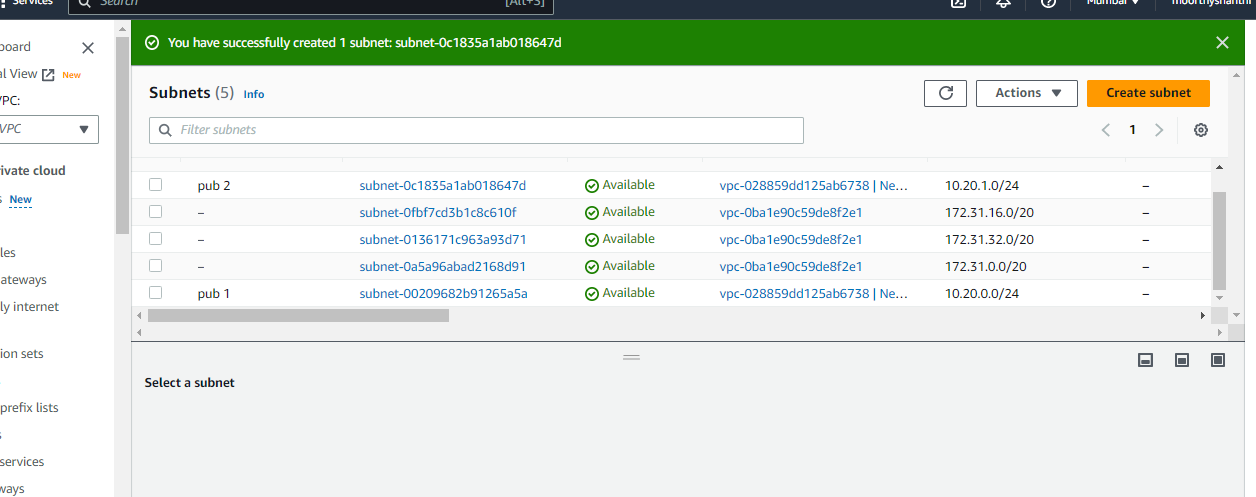 Services Search [Alt+S] Mumbai ▼ moorthyshanthi
You have successfully created 1 subnet: subnet-0c1835a1ab018647d
board
al View New
VPC:
VPC
rivate cloud
s New
les
ateways
ly internet
ion sets
prefix lists
s
services
ways
Subnets (5) Info
Actions ▼ Create subnet
Filter subnets
1
pub 2 subnet-0c1835a1ab018647d Available vpc-028859dd125ab6738 | Ne... 10.20.1.0/24 –
– subnet-0fbf7cd3b1c8c610f Available vpc-0ba1e90c59de8f2e1 172.31.16.0/20 –
– subnet-0136171c963a93d71 Available vpc-0ba1e90c59de8f2e1 172.31.32.0/20 –
– subnet-0a5a96abad2168d91 Available vpc-0ba1e90c59de8f2e1 172.31.0.0/20 –
pub 1 subnet-00209682b91265a5a Available vpc-028859dd125ab6738 | Ne... 10.20.0.0/24 –
Select a subnet